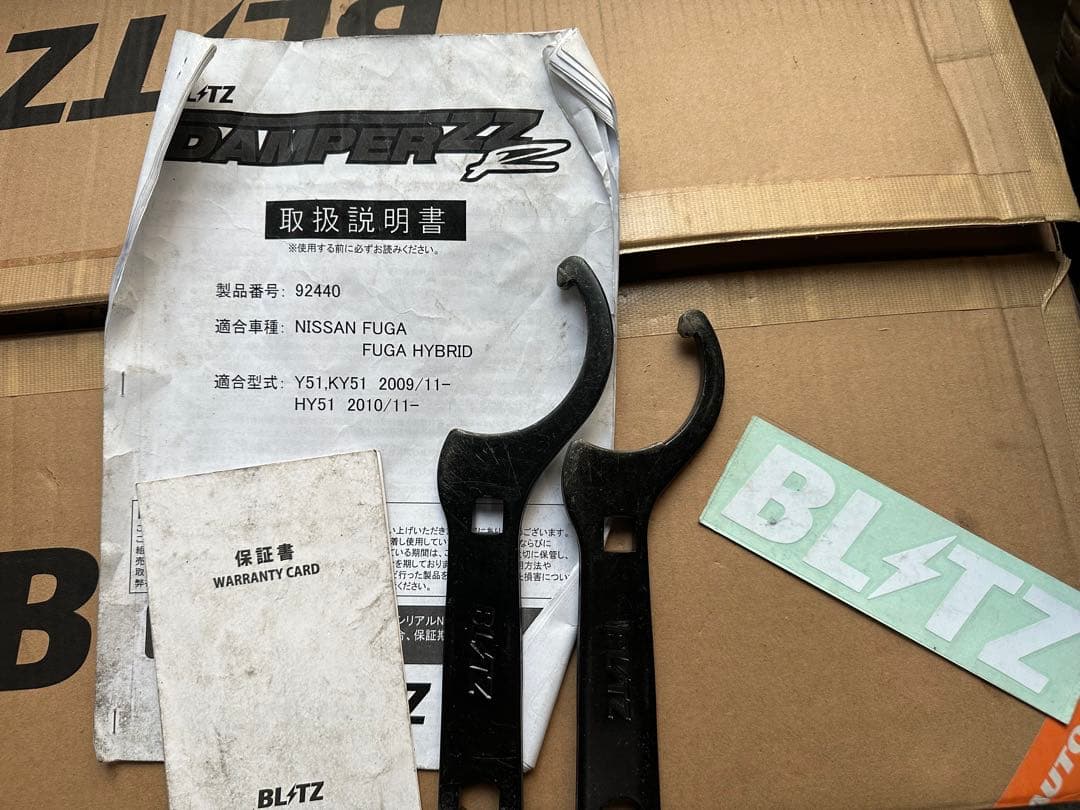 BLITZ
BLITZ
DAMPER ZZR
取扱説明書
※使用する前に必ずお読みください。
製品番号: 92440
適合車種: NISSAN FUGA
FUGA HYBRID
適合型式: Y51,KY51 2009/11-
HY51 2010/11-
保証書
WARRANTY CARD
BLITZ
BLITZ
BLITZ
BLITZ
B
Z
AUTO